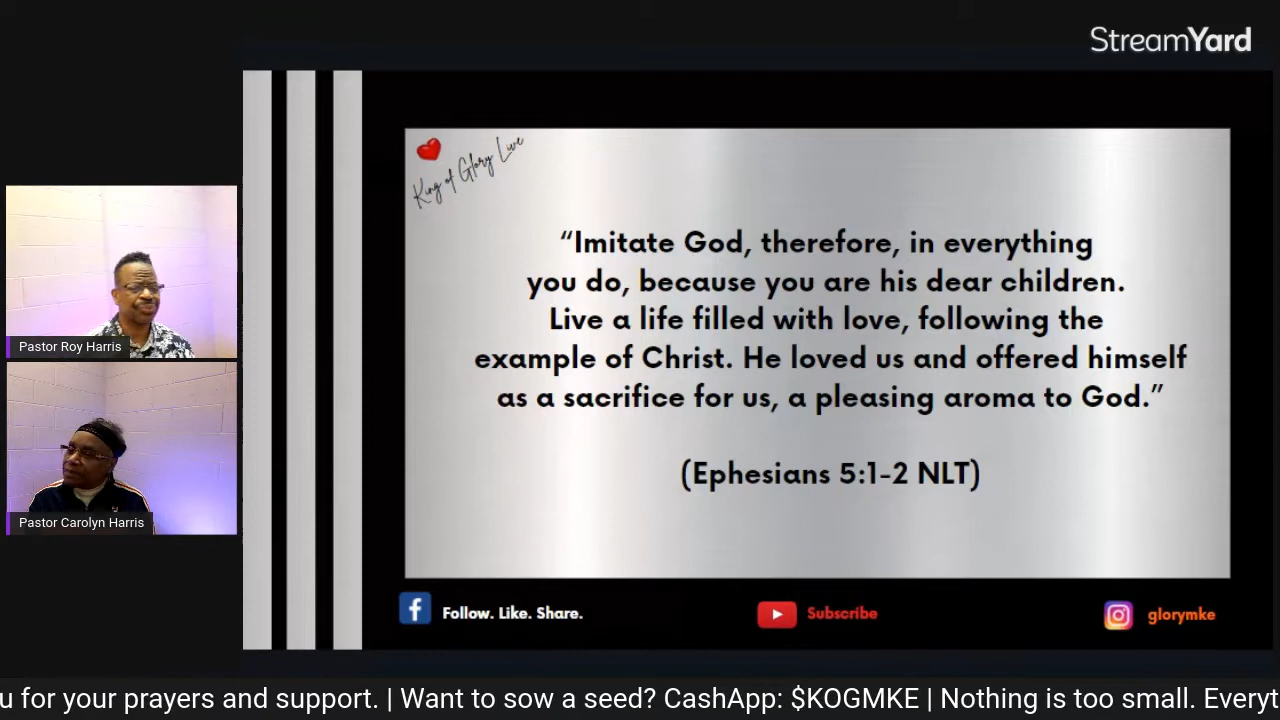 StreamYard
King of Glory Live
“Imitate God, therefore, in everything
you do, because you are his dear children.
Live a life filled with love, following the
example of Christ. He loved us and offered himself
as a sacrifice for us, a pleasing aroma to God.”
(Ephesians 5:1-2 NLT)
Pastor Roy Harris
Pastor Carolyn Harris
Follow. Like. Share.
Subscribe
glorymke
u for your prayers and support. | Want to sow a seed? CashApp: $KOGMKE | Nothing is too small. Everyt